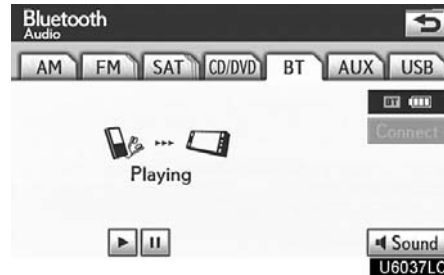 Bluetooth
Audio
AM FM SAT CD/DVD BT AUX USB
BT
Connect
Playing
Sound
U6037LC